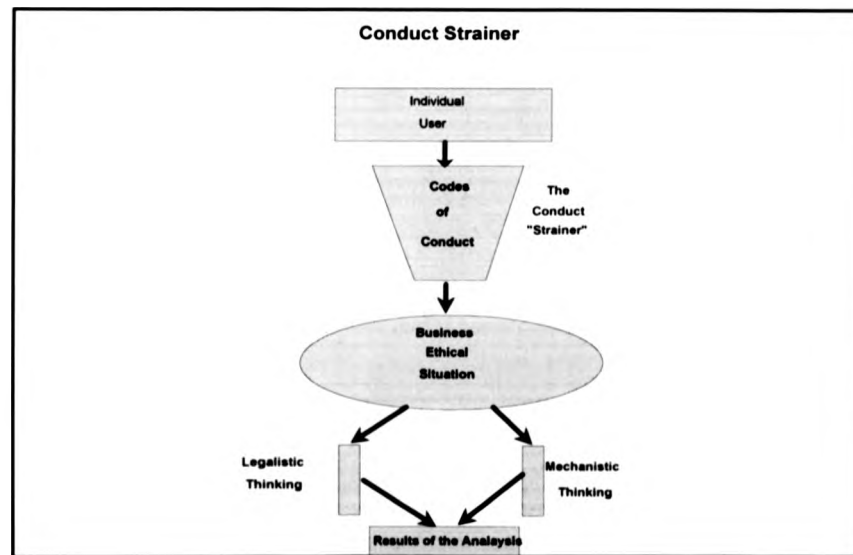 Conduct Strainer
Individual
User
Codes
of
Conduct
The
Conduct
"Strainer"
Business
Ethical
Situation
Legalistic
Thinking
Mechanistic
Thinking
Results of the Analaysis